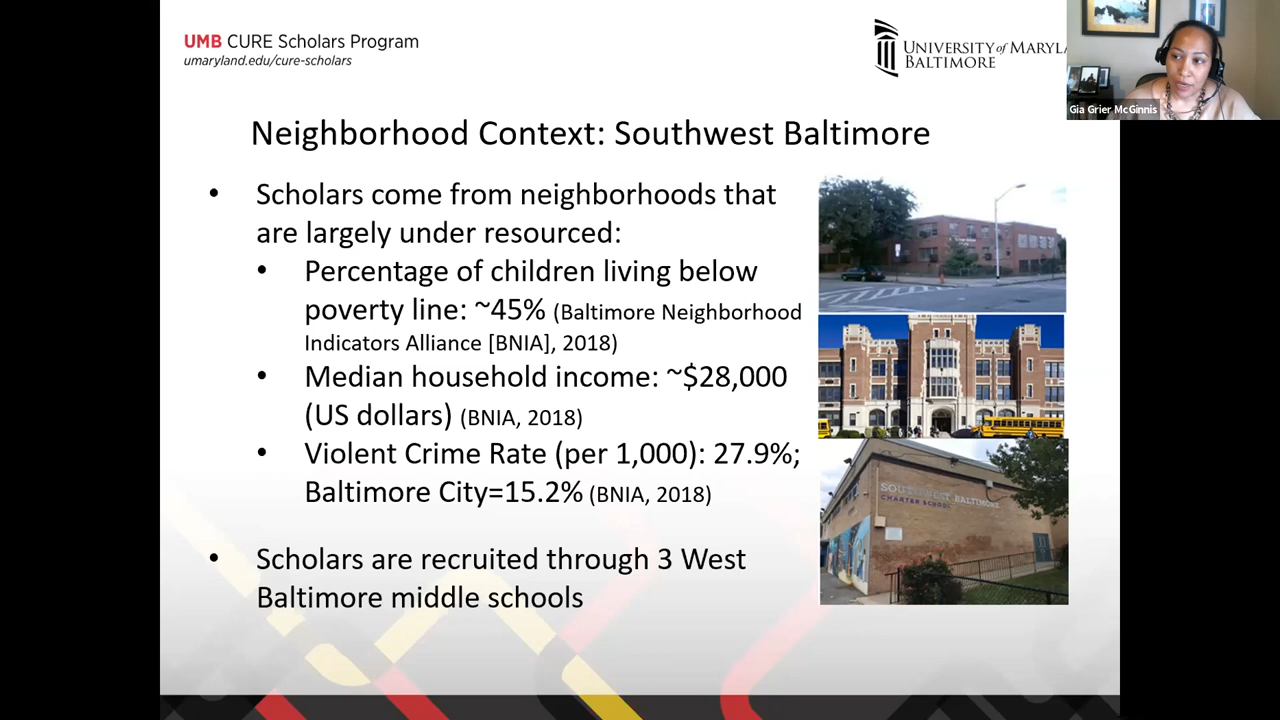 UMB CURE Scholars Program
umaryland.edu/cure-scholars
UNIVERSITY of MARYL
BALTIMORE
Gia Grier McGinnis
Neighborhood Context: Southwest Baltimore
• Scholars come from neighborhoods that
are largely under resourced:
• Percentage of children living below
poverty line: ~45% (Baltimore Neighborhood
Indicators Alliance [BNIA], 2018)
• Median household income: ~$28,000
(US dollars) (BNIA, 2018)
• Violent Crime Rate (per 1,000): 27.9%;
Baltimore City=15.2% (BNIA, 2018)
• Scholars are recruited through 3 West
Baltimore middle schools
SOUTHWEST BALTIMORE
CHARTER SCHOOL